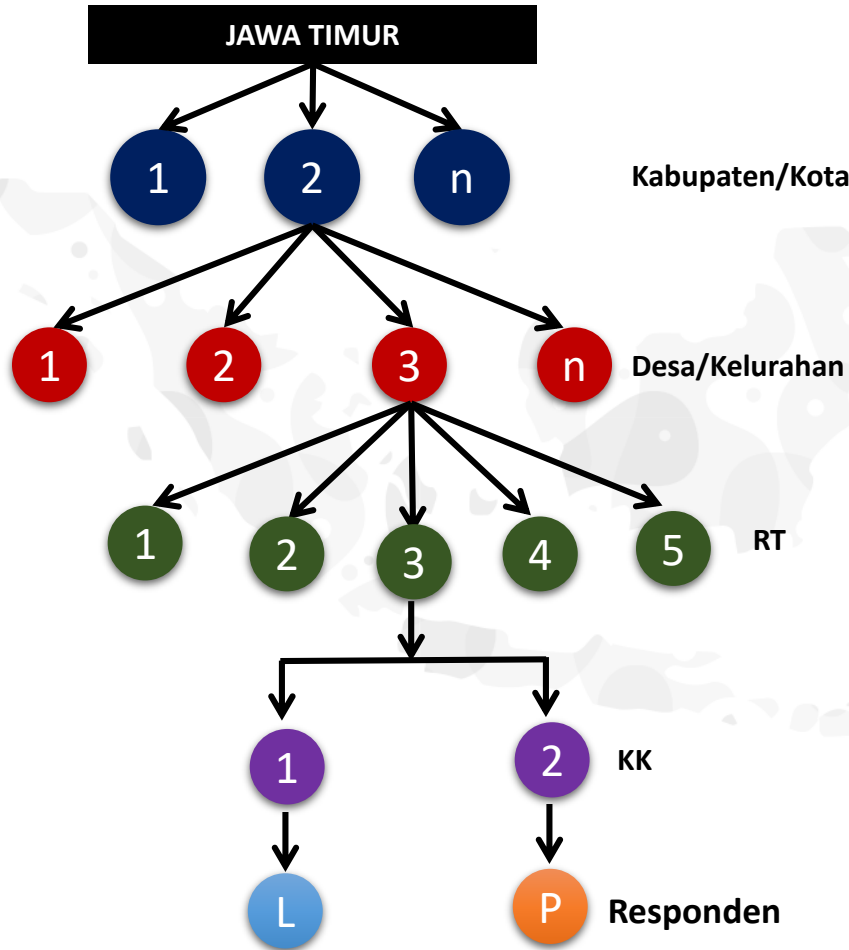 JAWA TIMUR
1 2 n Kabupaten/Kota
1 2 3 n Desa/Kelurahan
1 2 3 4 5 RT
1 2 KK
L P Responden